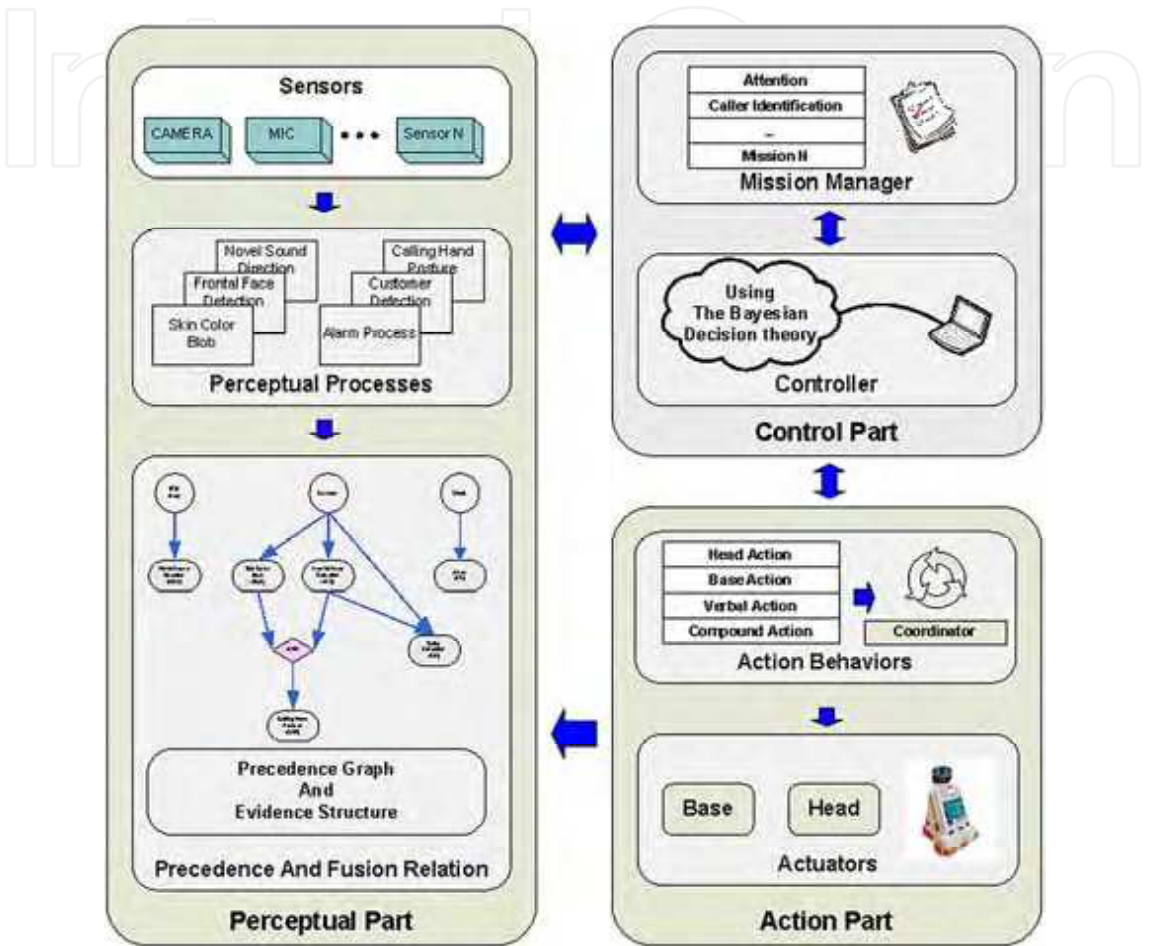 Sensors
CAMERA
MIC
Sensor N
Novel Sound
Direction
Frontal Face
Detection
Skin Color
Blob
Calling Hand
Posture
Customer
Detection
Alarm Process
Perceptual Processes
Precedence Graph
And
Evidence Structure
Precedence And Fusion Relation
Perceptual Part
Attention
Caller Identification
...
Mission N
Mission Manager
Using
The Bayesian
Decision theory
Controller
Control Part
Head Action
Base Action
Verbal Action
Compound Action
Coordinator
Action Behaviors
Base
Head
Actuators
Action Part